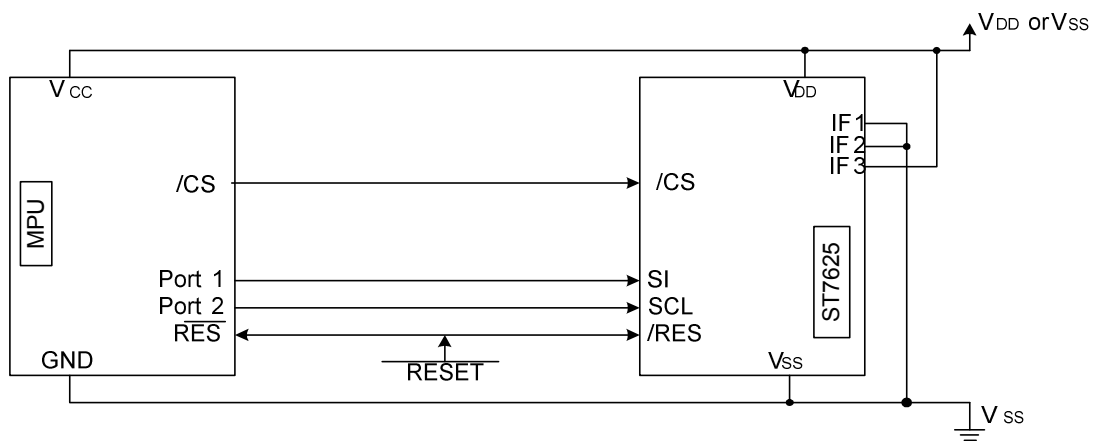 VDD or VSS
VCC
VDD
IF1
IF2
IF3
/CS
/CS
MPU
ST7625
Port 1
SI
Port 2
SCL
RES
/RES
GND
RESET
VSS
VSS